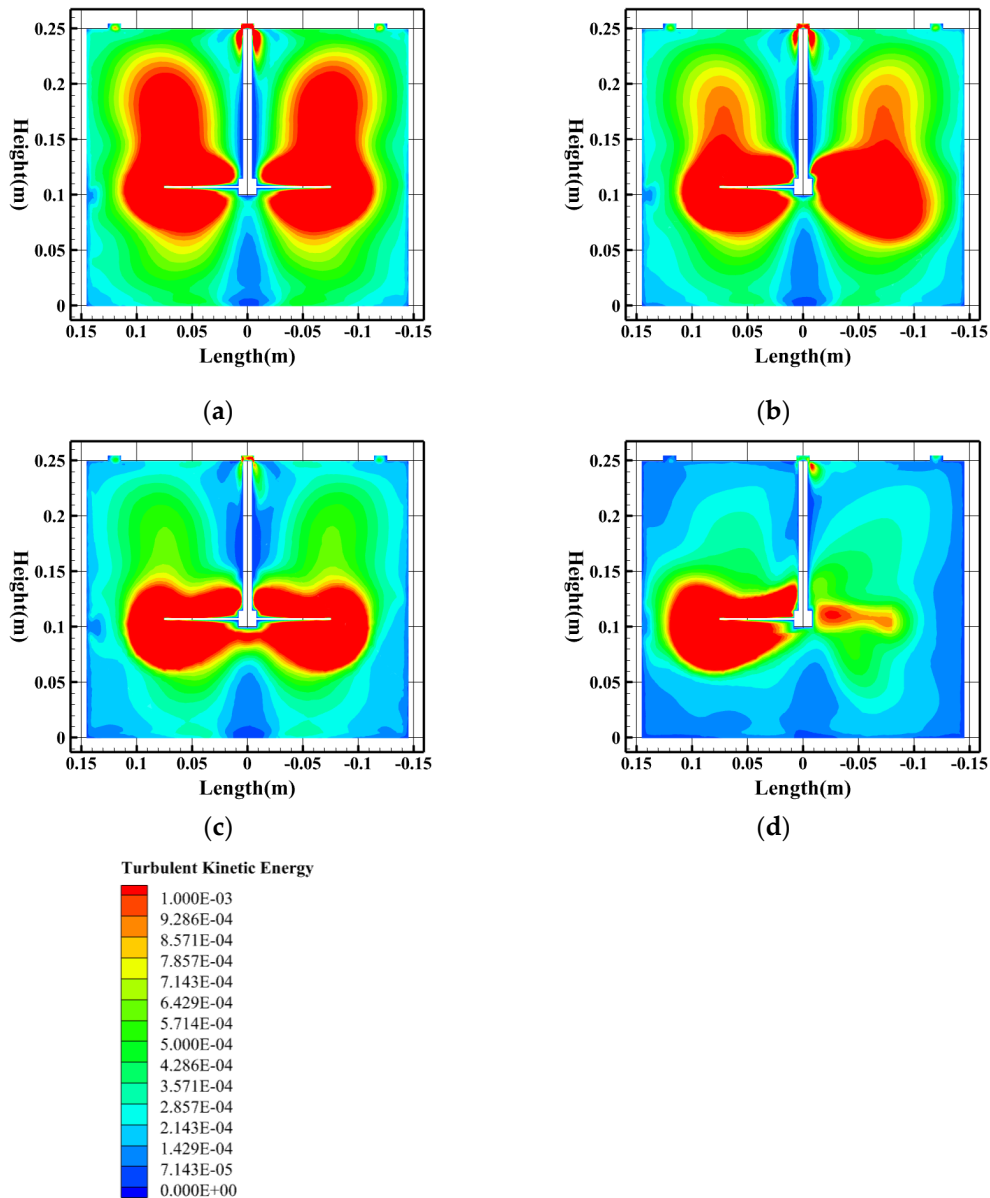 0.25
0.2
0.15
0.1
0.05
0
Height(m)
0.15 0.1 0.05 0 -0.05 -0.1 -0.15
Length(m)
(a)
0.25
0.2
0.15
0.1
0.05
0
Height(m)
0.15 0.1 0.05 0 -0.05 -0.1 -0.15
Length(m)
(b)
0.25
0.2
0.15
0.1
0.05
0
Height(m)
0.15 0.1 0.05 0 -0.05 -0.1 -0.15
Length(m)
(c)
0.25
0.2
0.15
0.1
0.05
0
Height(m)
0.15 0.1 0.05 0 -0.05 -0.1 -0.15
Length(m)
(d)
Turbulent Kinetic Energy
1.000E-03
9.286E-04
8.571E-04
7.857E-04
7.143E-04
6.429E-04
5.714E-04
5.000E-04
4.286E-04
3.571E-04
2.857E-04
2.143E-04
1.429E-04
7.143E-05
0.000E+00